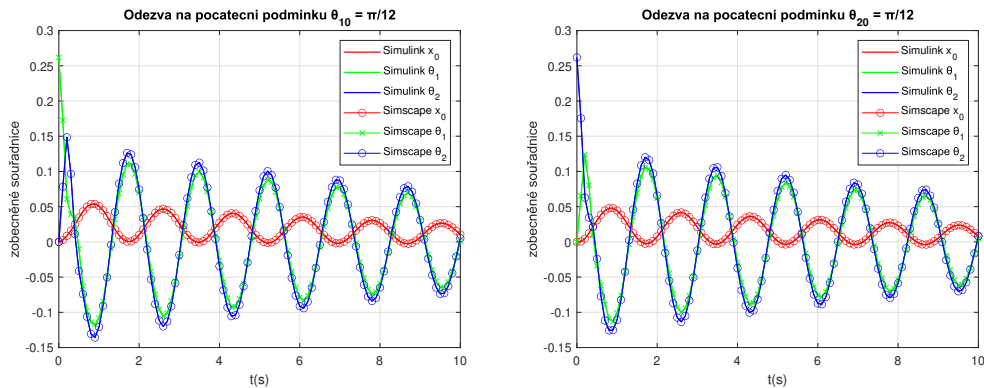 Odezva na pocatecni podminku θ10 = π/12
zobecněné souřadnice
0.3
0.25
0.2
0.15
0.1
0.05
0
-0.05
-0.1
-0.15
Simulink x0
Simulink θ1
Simulink θ2
Simscape x0
Simscape θ1
Simscape θ2
0 2 4 6 8 10
t(s)
Odezva na pocatecni podminku θ20 = π/12
zobecněné souřadnice
0.3
0.25
0.2
0.15
0.1
0.05
0
-0.05
-0.1
-0.15
Simulink x0
Simulink θ1
Simulink θ2
Simscape x0
Simscape θ1
Simscape θ2
0 2 4 6 8 10
t(s)